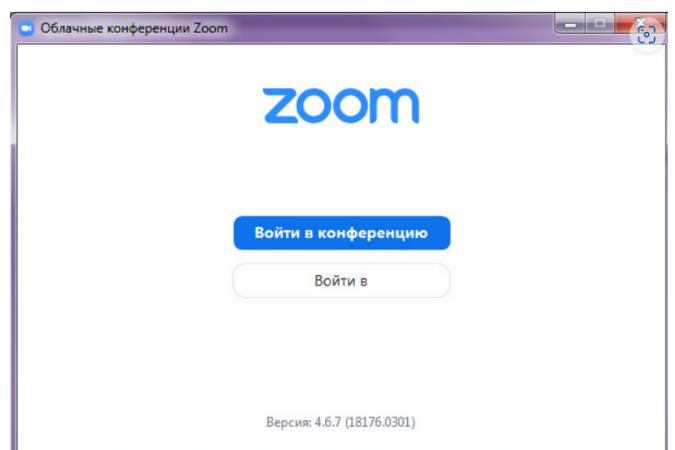 Облачные конференции Zoom
zoom
Войти в конференцию
Войти в
Версия: 4.6.7 (18176.0301)